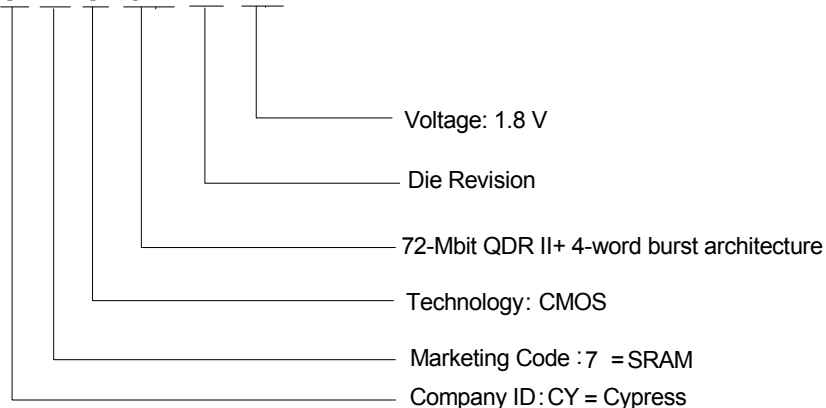 Voltage: 1.8 V
Die Revision
72-Mbit QDR II+ 4-word burst architecture
Technology: CMOS
Marketing Code : 7 = SRAM
Company ID: CY = Cypress